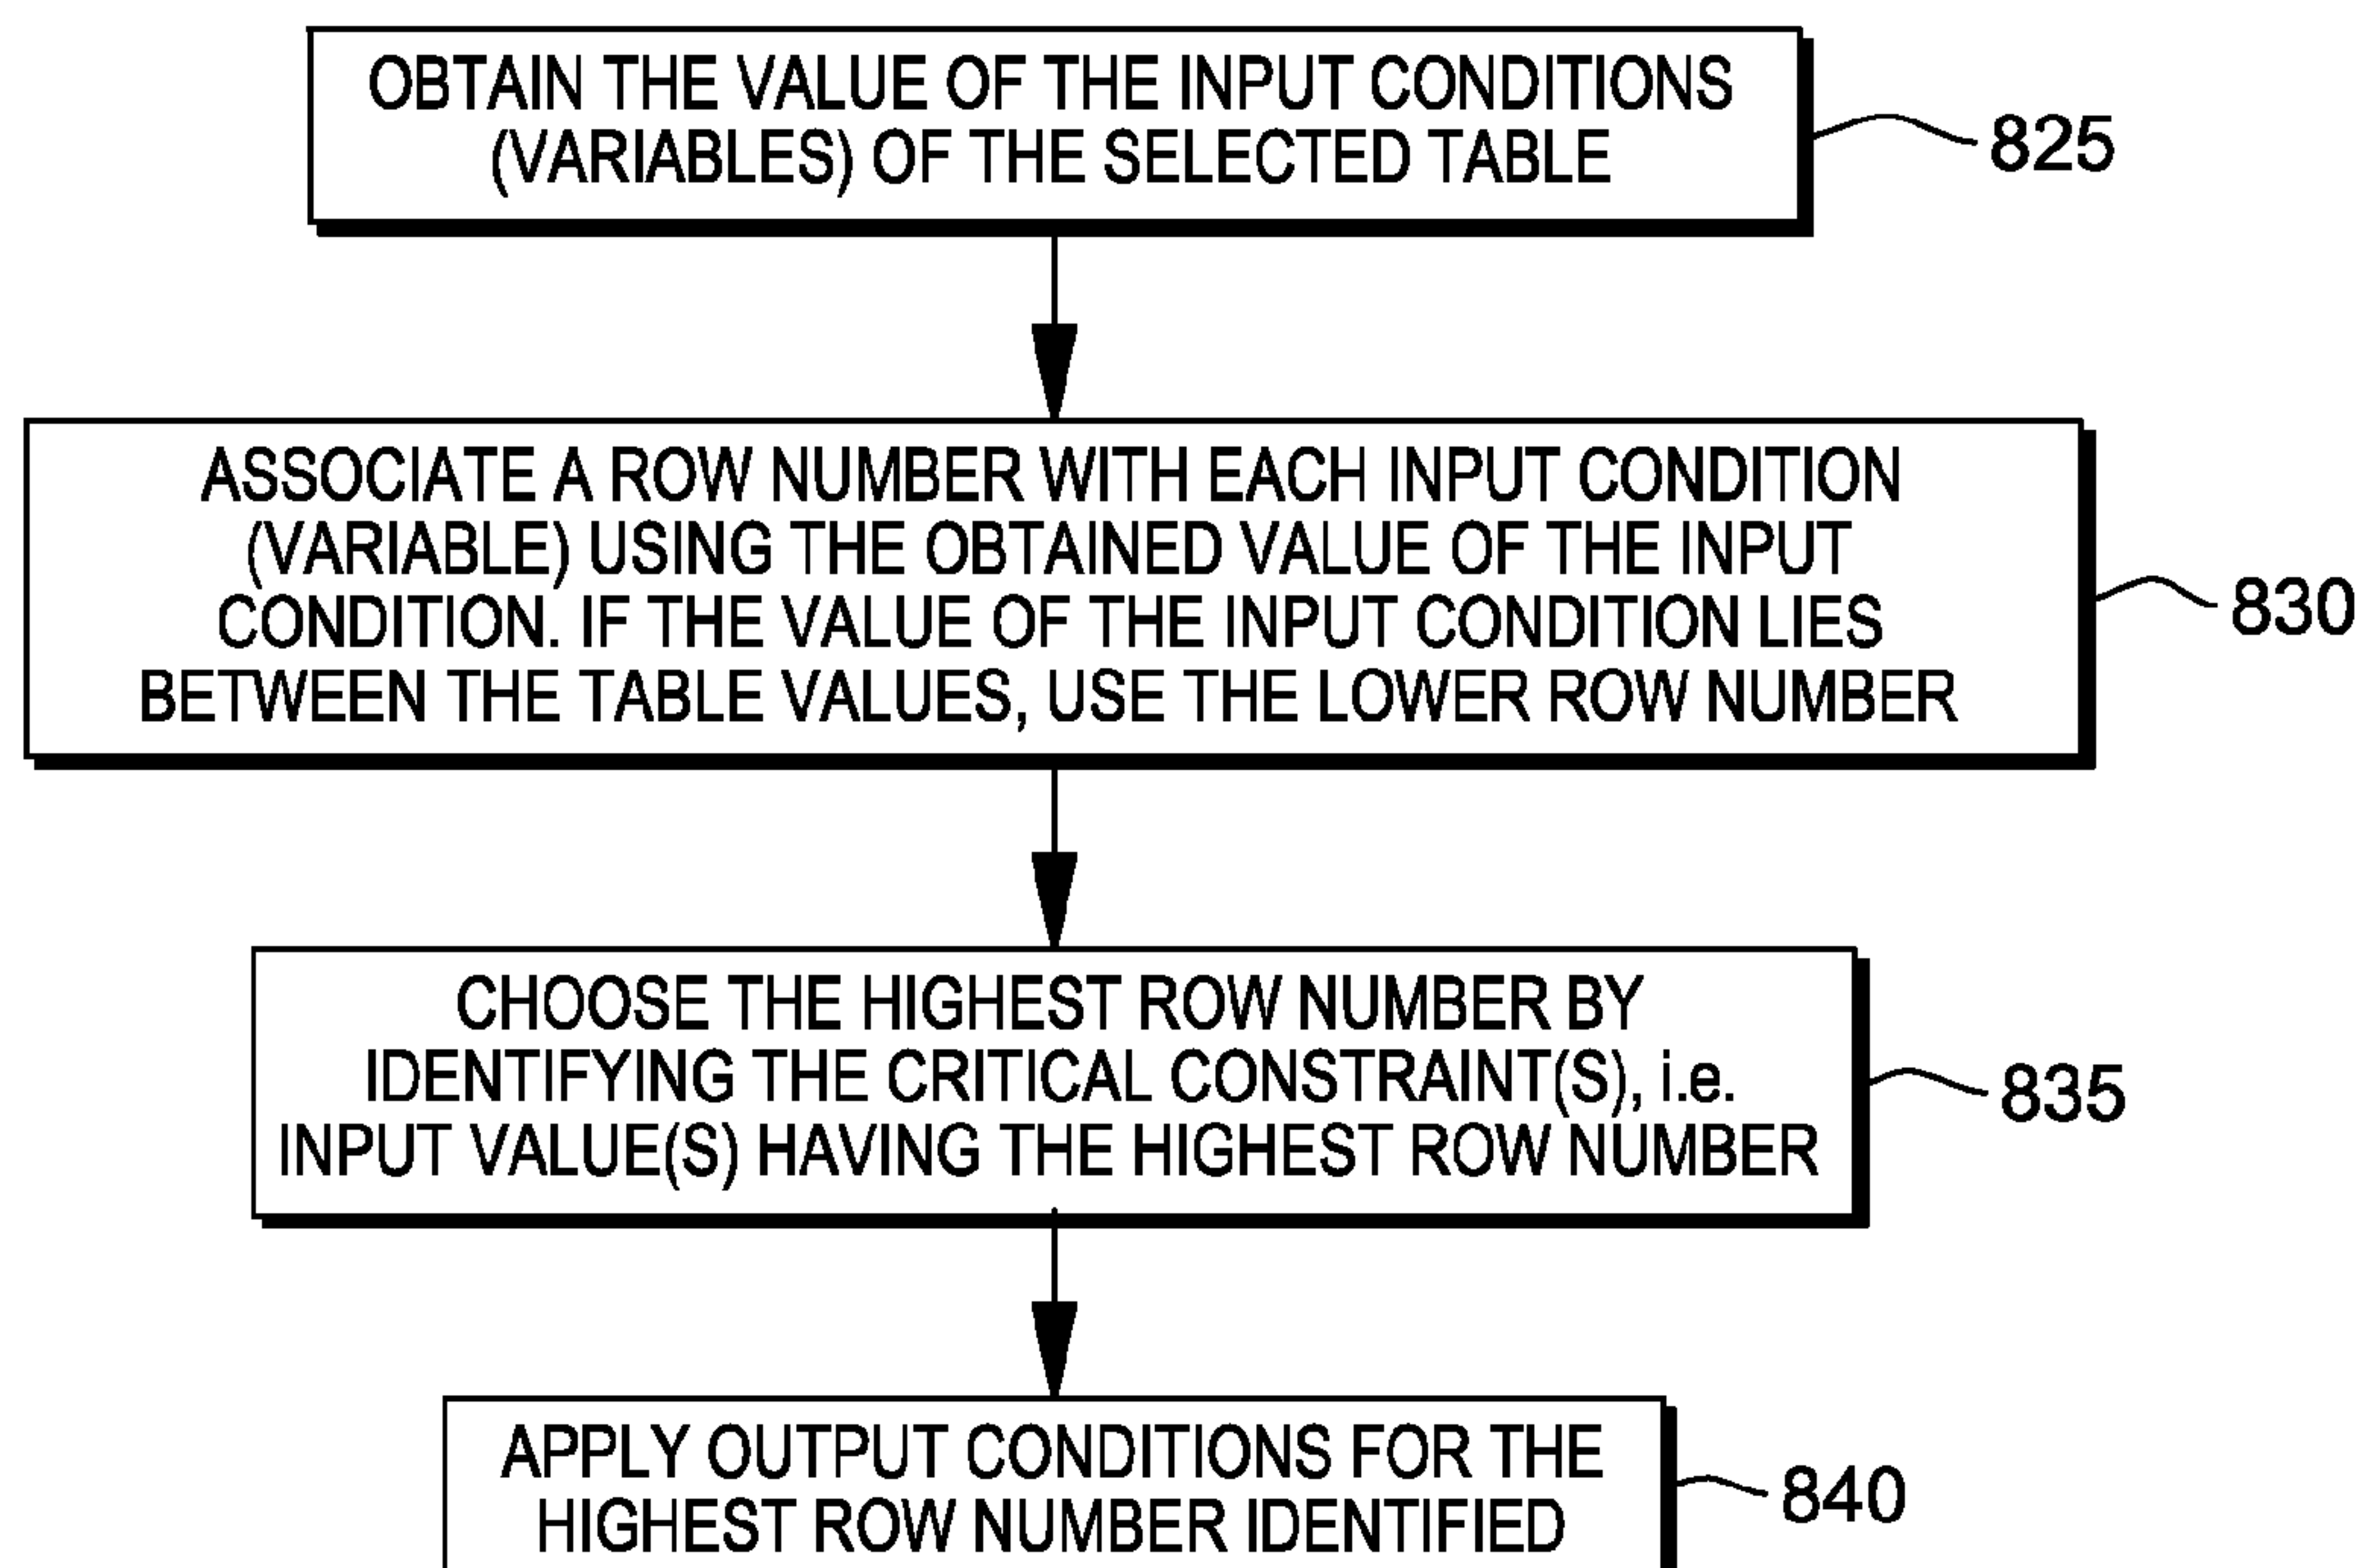 OBTAIN THE VALUE OF THE INPUT CONDITIONS
(VARIABLES) OF THE SELECTED TABLE
825
ASSOCIATE A ROW NUMBER WITH EACH INPUT CONDITION
(VARIABLE) USING THE OBTAINED VALUE OF THE INPUT
CONDITION. IF THE VALUE OF THE INPUT CONDITION LIES
BETWEEN THE TABLE VALUES, USE THE LOWER ROW NUMBER
830
CHOOSE THE HIGHEST ROW NUMBER BY
IDENTIFYING THE CRITICAL CONSTRAINT(S), i.e.
INPUT VALUE(S) HAVING THE HIGHEST ROW NUMBER
835
APPLY OUTPUT CONDITIONS FOR THE
HIGHEST ROW NUMBER IDENTIFIED
840